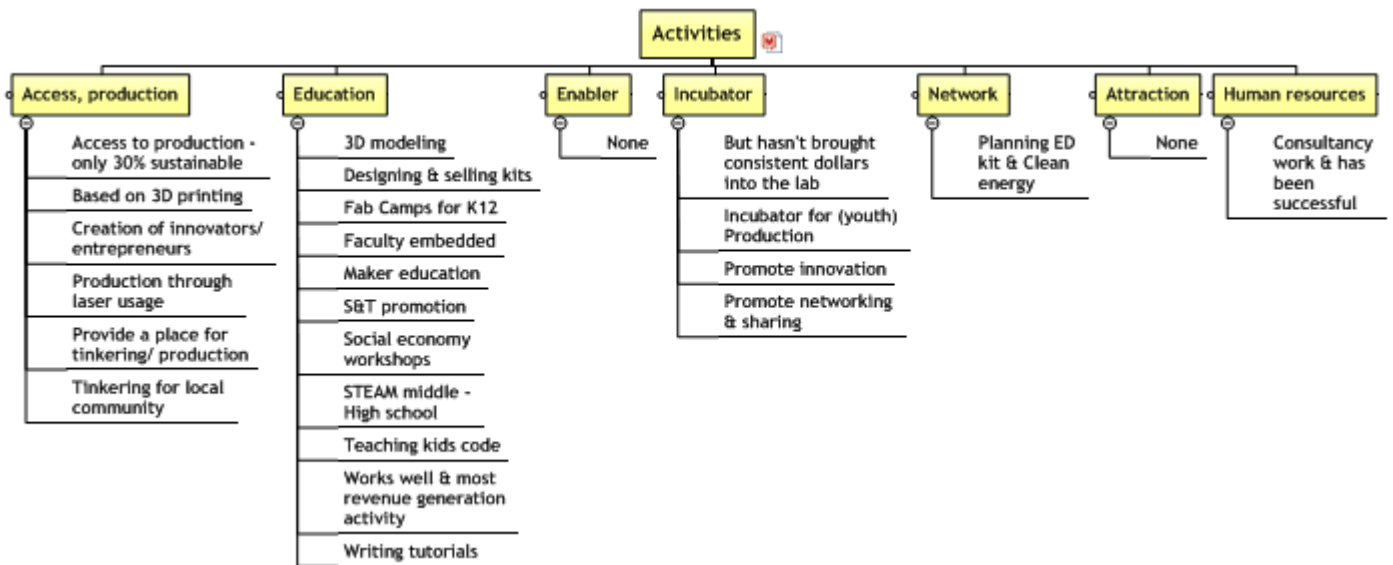 Activities
Access, production
Access to production -
only 30% sustainable
Based on 3D printing
Creation of innovators/
entrepreneurs
Production through
laser usage
Provide a place for
tinkering/ production
Tinkering for local
community
Education
3D modeling
Designing & selling kits
Fab Camps for K12
Faculty embedded
Maker education
S&T promotion
Social economy
workshops
STEAM middle -
High school
Teaching kids code
Works well & most
revenue generation
activity
Writing tutorials
Enabler
None
Incubator
But hasn't brought
consistent dollars
into the lab
Incubator for (youth)
Production
Promote innovation
Promote networking
& sharing
Network
Planning ED
kit & Clean
energy
Attraction
None
Human resources
Consultancy
work & has
been
successful